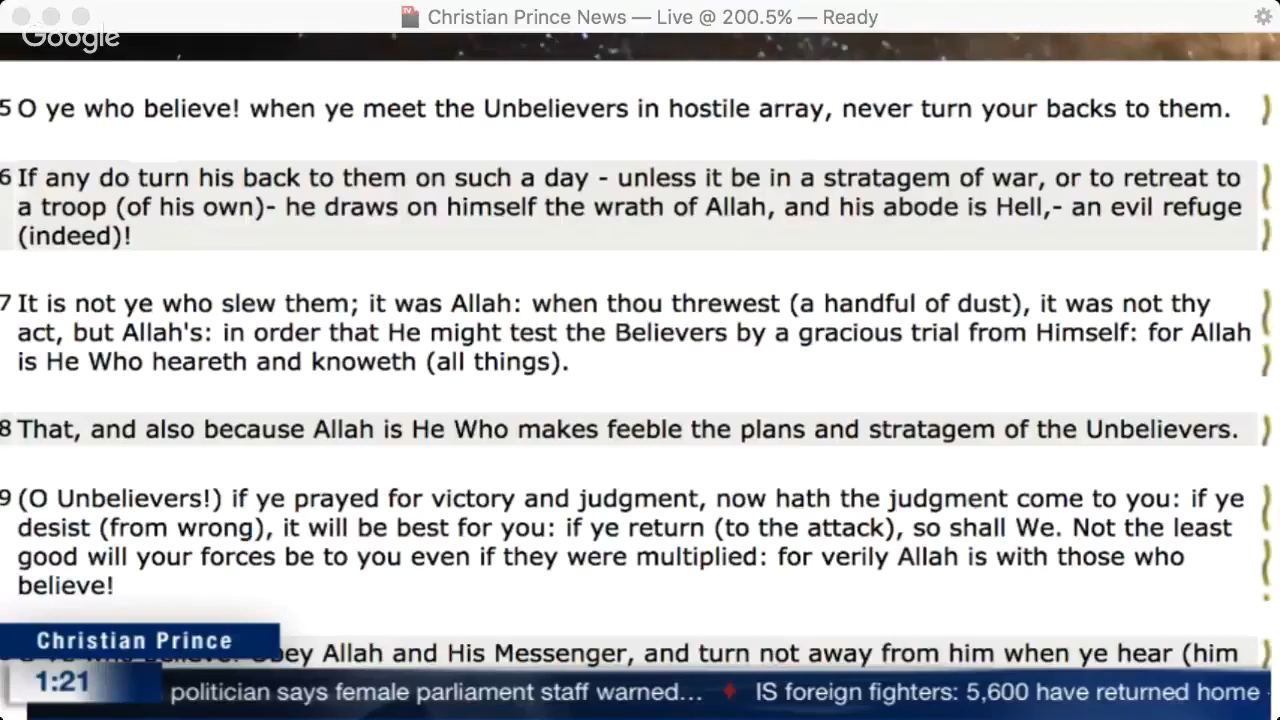 Christian Prince News — Live @ 200.5% — Ready
Google
5 O ye who believe! when ye meet the Unbelievers in hostile array, never turn your backs to them.
6 If any do turn his back to them on such a day - unless it be in a stratagem of war, or to retreat to
a troop (of his own)- he draws on himself the wrath of Allah, and his abode is Hell,- an evil refuge
(indeed)!
7 It is not ye who slew them; it was Allah: when thou threwest (a handful of dust), it was not thy
act, but Allah's: in order that He might test the Believers by a gracious trial from Himself: for Allah
is He Who heareth and knoweth (all things).
8 That, and also because Allah is He Who makes feeble the plans and stratagem of the Unbelievers.
9 (O Unbelievers!) if ye prayed for victory and judgment, now hath the judgment come to you: if ye
desist (from wrong), it will be best for you: if ye return (to the attack), so shall We. Not the least
good will your forces be to you even if they were multiplied: for verily Allah is with those who
believe!
Christian Prince
Obey Allah and His Messenger, and turn not away from him when ye hear (him
1:21
politician says female parliament staff warned... ♦ IS foreign fighters: 5,600 have returned home